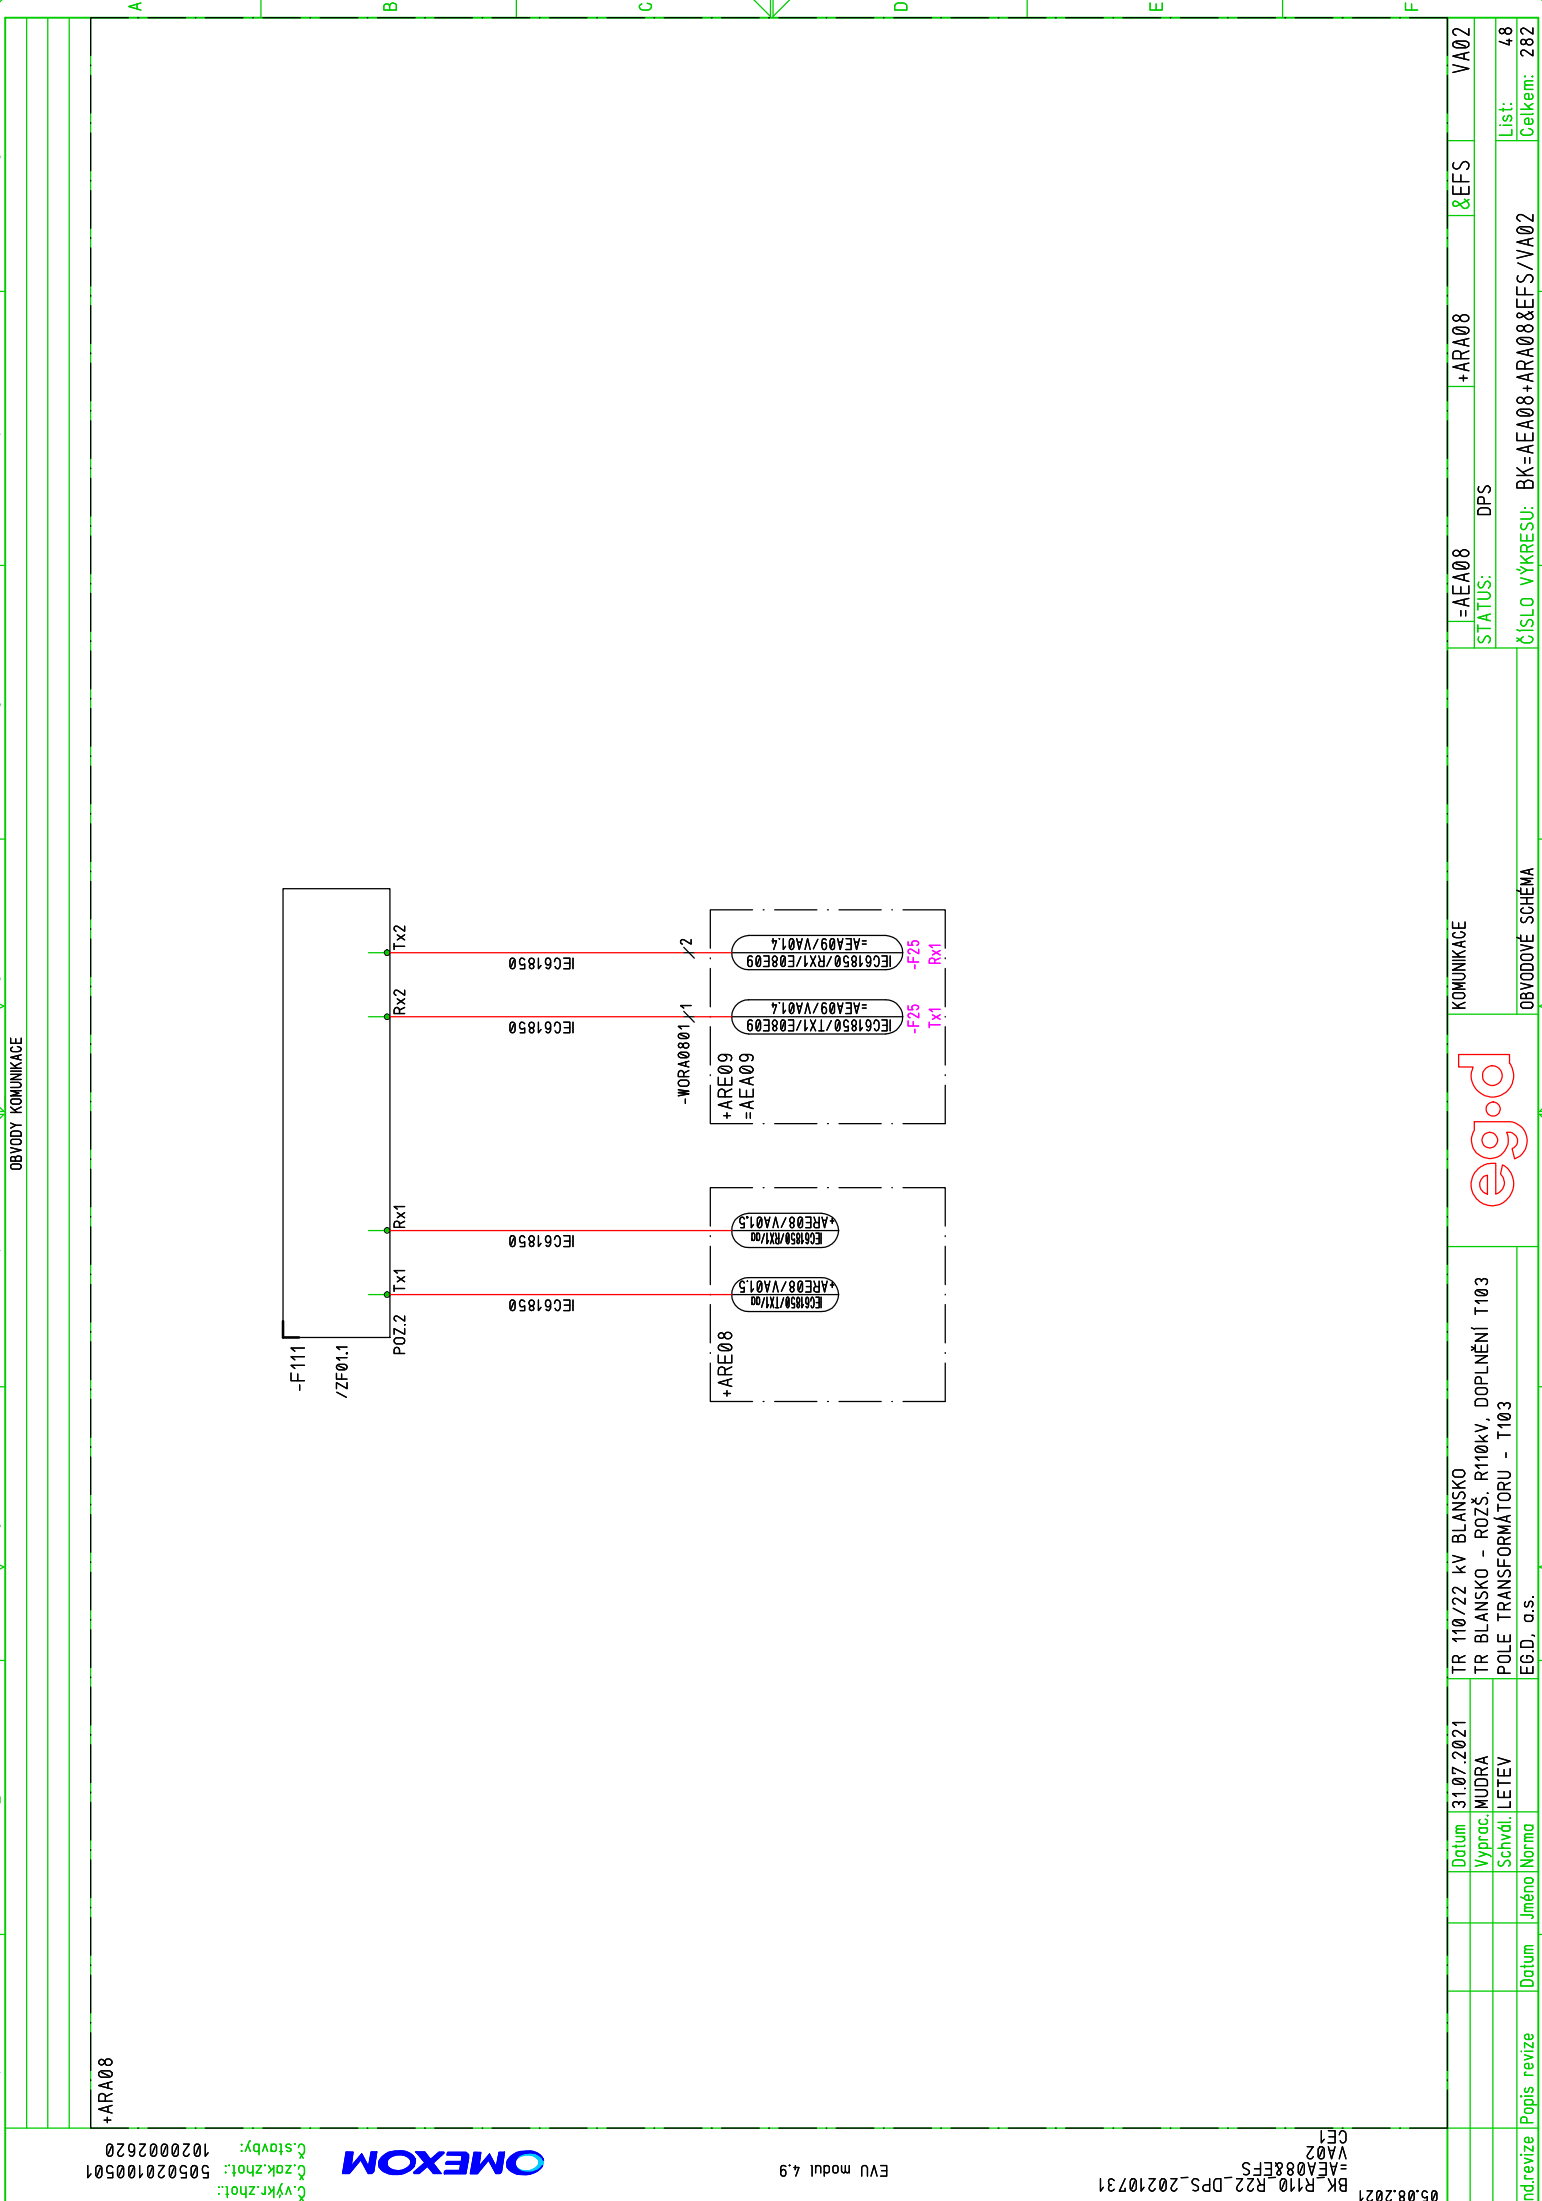 OBVODY KOMUNIKACE
A
B
C
D
E
F
+ARA08
-F111
/ZF01.1
POZ.2
Tx1
Rx1
Rx2
Tx2
IEC61850
IEC61850
IEC61850
IEC61850
-WORA0801
1
2
+ARE08
IEC61850/TX1/aa
+ARE08/VA01.5
IEC61850/RX1/aa
+ARE08/VA01.5
+ARE09
=AEA09
IEC61850/TX1/E08E09
=AEA09/VA01.4
-F25
Tx1
IEC61850/RX1/E08E09
=AEA09/VA01.4
-F25
Rx1
Č.výkr.zhot.:
Č.zak.zhot.: 505020100501
Č.stavby: 1020002620
OMEXOM
EVU modul 4.9
05.08.2021
BK_R110_R22_DPS_20210731
=AEA08&EFS
VA02
CE1
nd.revize
Popis revize
Datum
Jméno
Norma
Datum 31.07.2021
Vyprac. MUDRA
Schvál. LETEV
TR 110/22 kV BLANSKO
TR BLANSKO - ROZŠ. R110kV, DOPLNĚNÍ T103
POLE TRANSFORMÁTORU - T103
EG.D, a.s.
eg.d
KOMUNIKACE
OBVODOVÉ SCHÉMA
=AEA08
+ARA08
&EFS
VA02
STATUS: DPS
List: 48
ČÍSLO VÝKRESU: BK=AEA08+ARA08&EFS/VA02
Celkem: 282